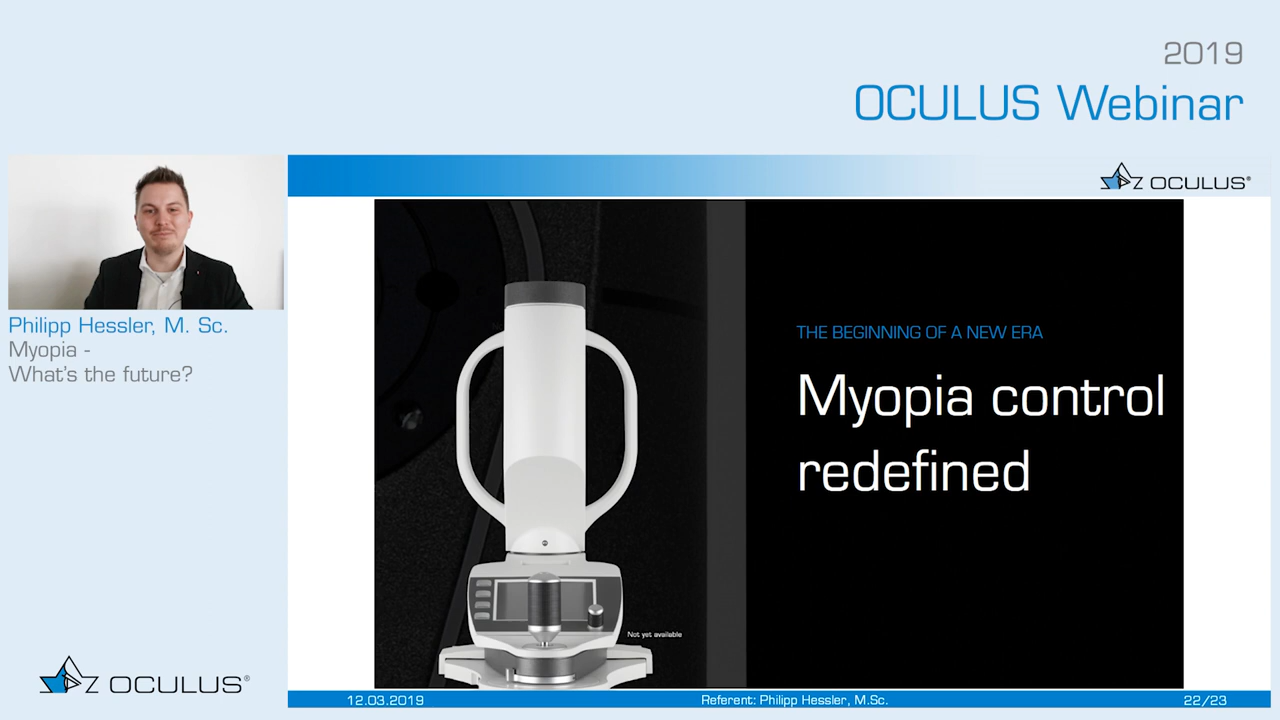 2019
OCULUS Webinar
OCULUS®
Philipp Hessler, M. Sc.
Myopia -
What's the future?
THE BEGINNING OF A NEW ERA
Myopia control
redefined
Not yet available
OCULUS®
12.03.2019 Referent: Philipp Hessler, M.Sc. 22/23